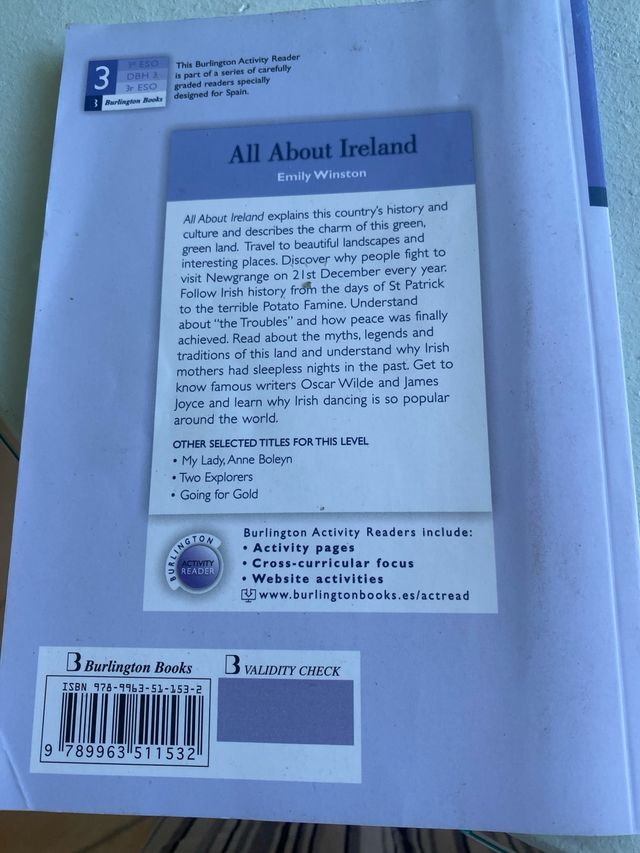 3
3º ESO
DBH 3
3r ESO
Burlington Books
This Burlington Activity Reader
is part of a series of carefully
graded readers specially
designed for Spain.
All About Ireland
Emily Winston
All About Ireland explains this country's history and
culture and describes the charm of this green,
green land. Travel to beautiful landscapes and
interesting places. Discover why people fight to
visit Newgrange on 21st December every year.
Follow Irish history from the days of St Patrick
to the terrible Potato Famine. Understand
about "the Troubles" and how peace was finally
achieved. Read about the myths, legends and
traditions of this land and understand why Irish
mothers had sleepless nights in the past. Get to
know famous writers Oscar Wilde and James
Joyce and learn why Irish dancing is so popular
around the world.
OTHER SELECTED TITLES FOR THIS LEVEL
• My Lady, Anne Boleyn
• Two Explorers
• Going for Gold
BURLINGTON
ACTIVITY
READER
Burlington Activity Readers include:
• Activity pages
• Cross-curricular focus
• Website activities
www.burlingtonbooks.es/actread
B Burlington Books
B VALIDITY CHECK
ISBN 978-9963-51-153-2
9 789963 511532